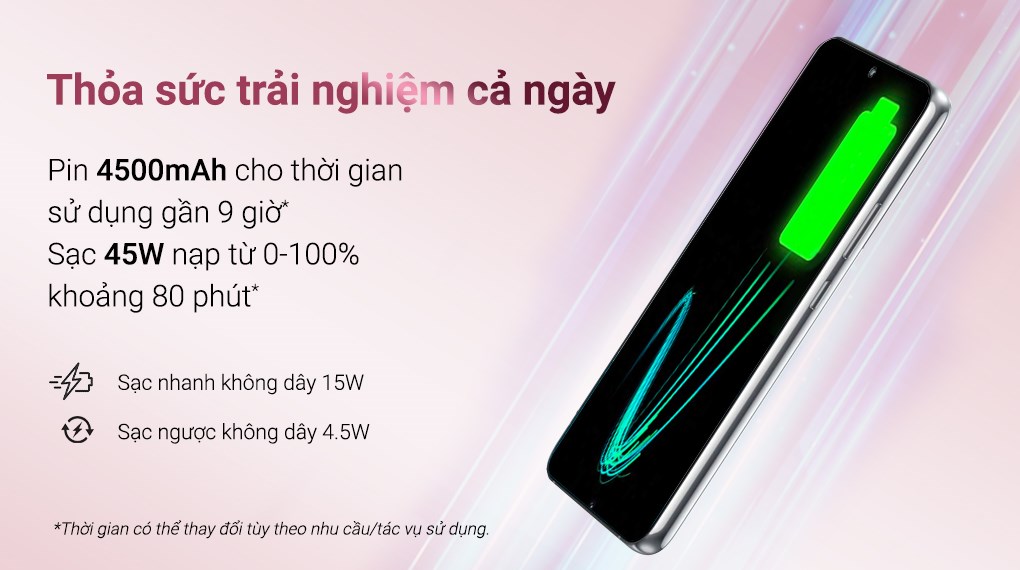 Thỏa sức trải nghiệm cả ngày
Pin 4500mAh cho thời gian
sử dụng gần 9 giờ*
Sạc 45W nạp từ 0-100%
khoảng 80 phút*
Sạc nhanh không dây 15W
Sạc ngược không dây 4.5W
*Thời gian có thể thay đổi tùy theo nhu cầu/tác vụ sử dụng.